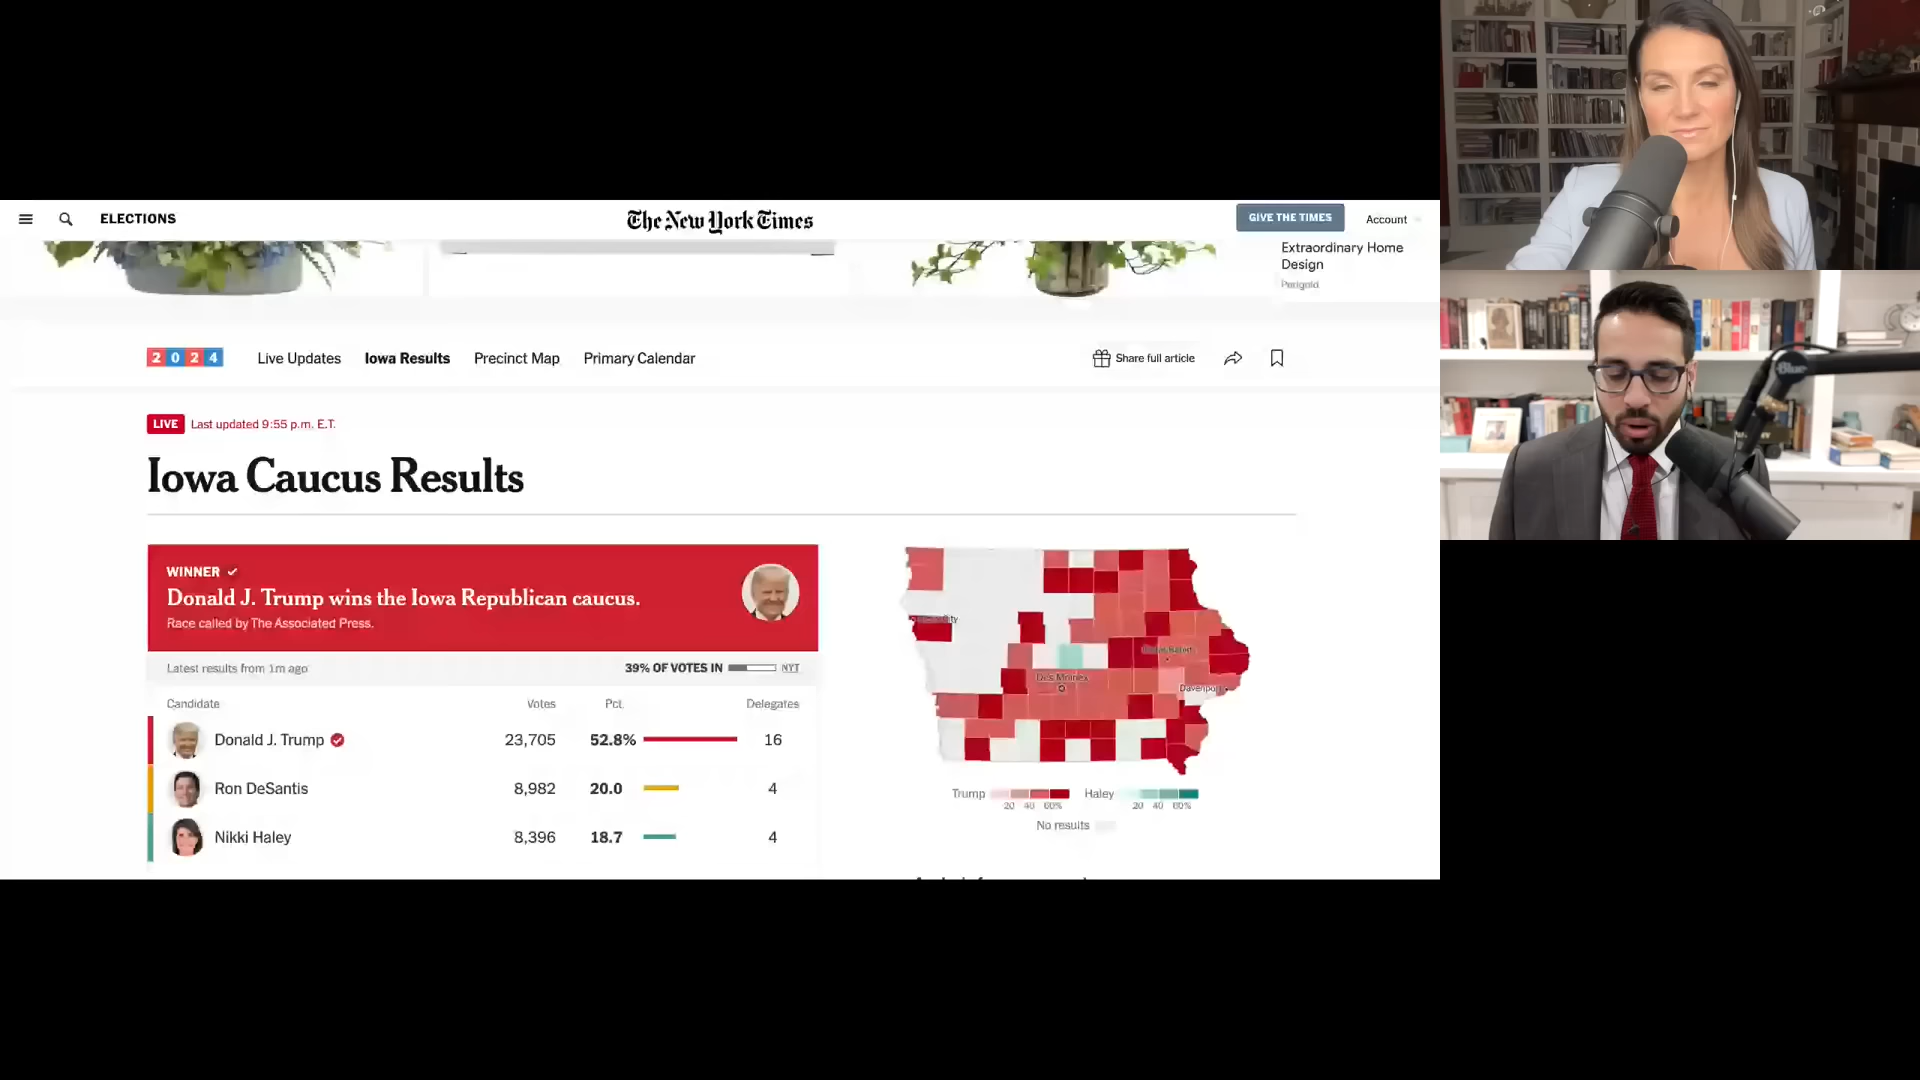 ELECTIONS
The New York Times
GIVE THE TIMES
Account
Extraordinary Home
Design
Perigold
2024
Live Updates
Iowa Results
Precinct Map
Primary Calendar
Share full article
LIVE
Last updated 9:55 p.m. E.T.
Iowa Caucus Results
WINNER
Donald J. Trump wins the Iowa Republican caucus.
Race called by The Associated Press.
Latest results from 1m ago
39% OF VOTES IN
NYT
Candidate Votes Pct. Delegates
Donald J. Trump 23,705 52.8% 16
Ron DeSantis 8,982 20.0 4
Nikki Haley 8,396 18.7 4
Cedar Rapids
Des Moines
Davenport
Trump
20 40 60%
Haley
20 40 60%
No results
Blue